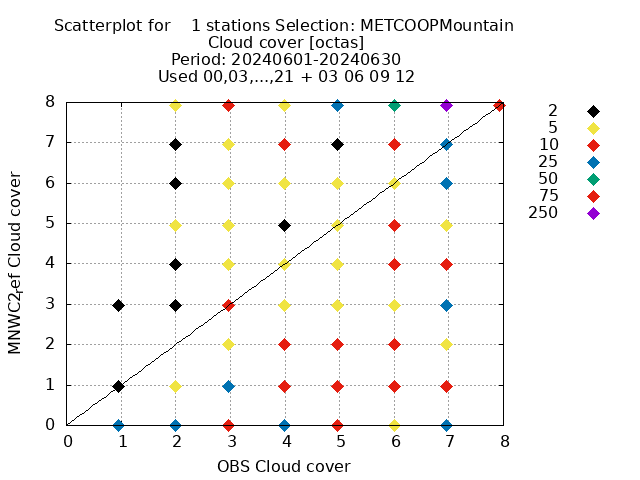 Scatterplot for    1 stations Selection: METCOOPMountain
Cloud cover [octas]
Period: 20240601-20240630
Used 00,03,...,21 + 03 06 09 12
8
7
6
5
4
3
2
1
0
MNWC2ref Cloud cover
0 1 2 3 4 5 6 7 8
OBS Cloud cover
2
5
10
25
50
75
250